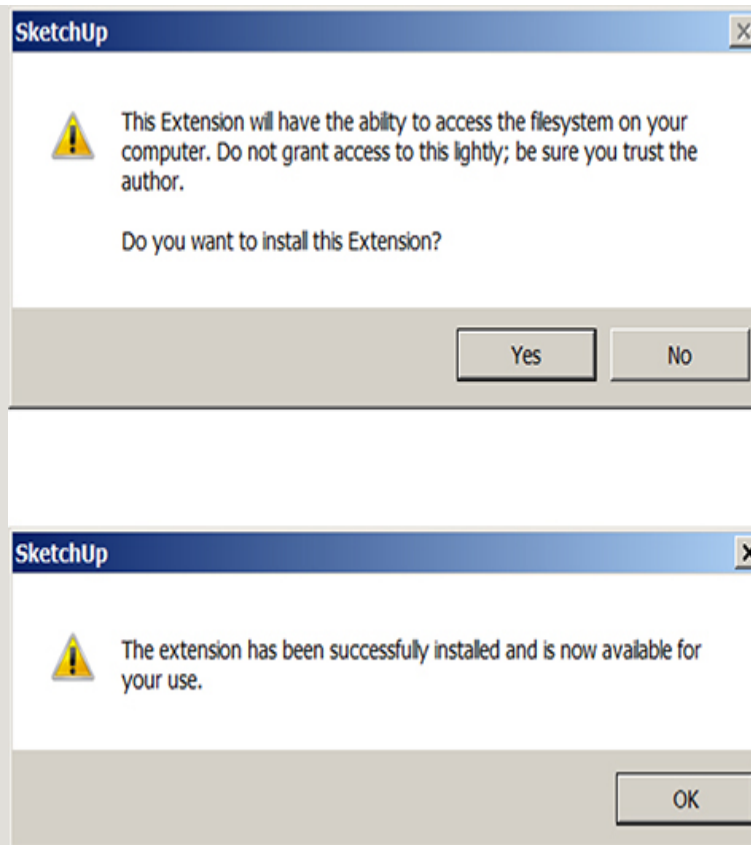 SketchUp
This Extension will have the ability to access the filesystem on your
computer. Do not grant access to this lightly; be sure you trust the
author.
Do you want to install this Extension?
Yes No
SketchUp
The extension has been successfully installed and is now available for
your use.
OK